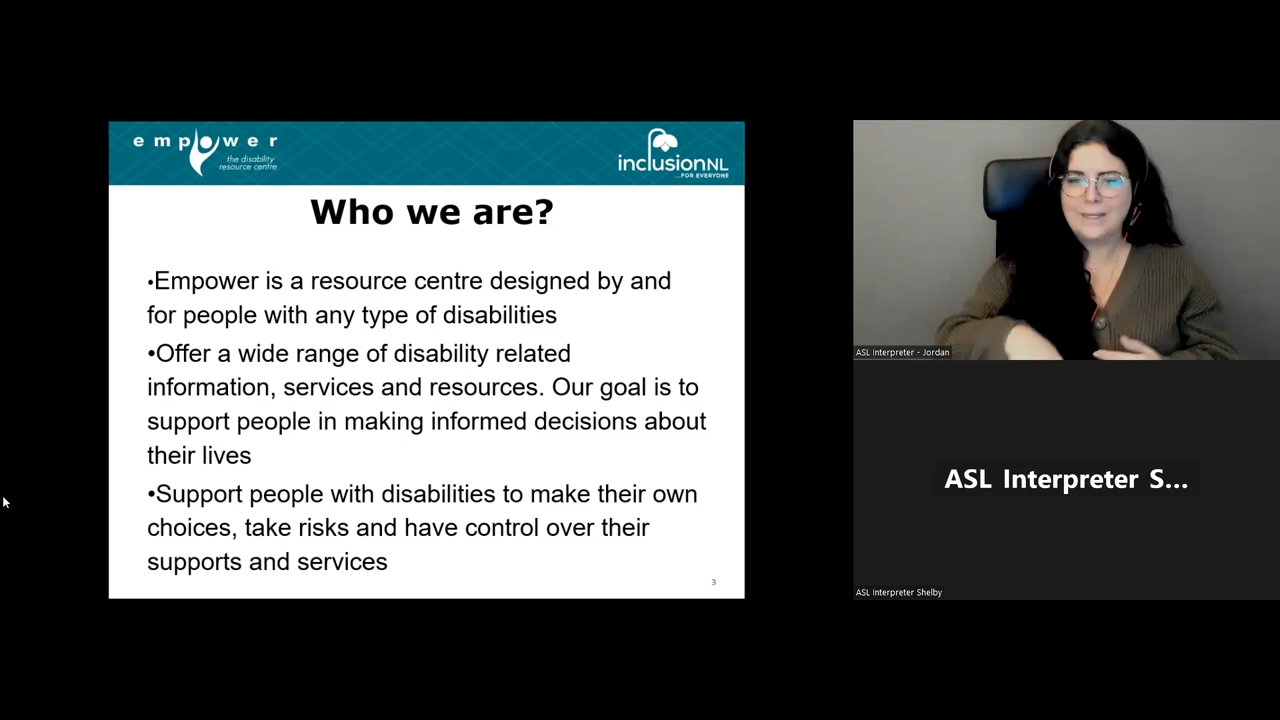 empower
the disability
resource centre
inclusionNL
...FOR EVERYONE
Who we are?
•Empower is a resource centre designed by and
for people with any type of disabilities
•Offer a wide range of disability related
information, services and resources. Our goal is to
support people in making informed decisions about
their lives
•Support people with disabilities to make their own
choices, take risks and have control over their
supports and services
3
ASL Interpreter - Jordan
ASL Interpreter S...
ASL Interpreter Shelby